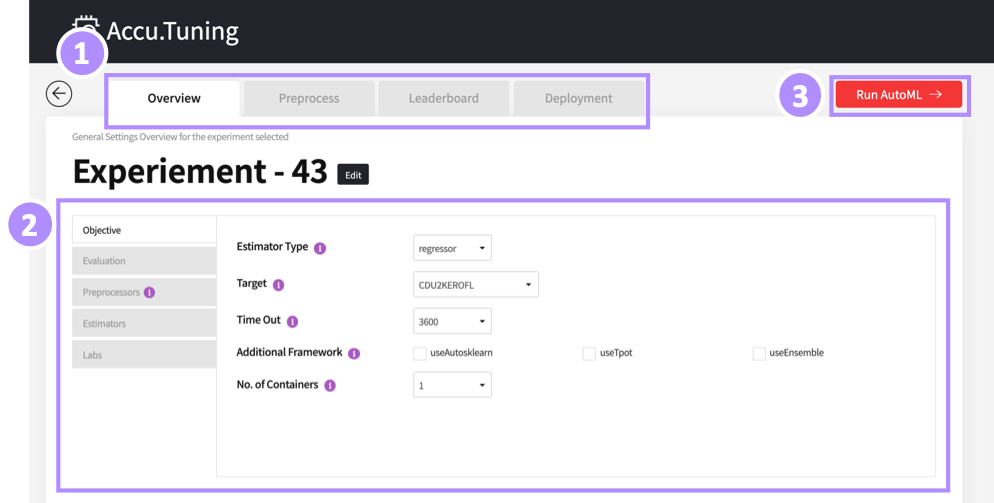 Accu.Tuning
1
Overview Preprocess Leaderboard Deployment
3
Run AutoML →
General Settings Overview for the experiment selected
Experiement - 43 Edit
2
Objective
Evaluation
Preprocessors i
Estimators
Labs
Estimator Type i regressor
Target i CDU2KEROFL
Time Out i 3600
Additional Framework i useAutosklearn useTpot useEnsemble
No. of Containers i 1